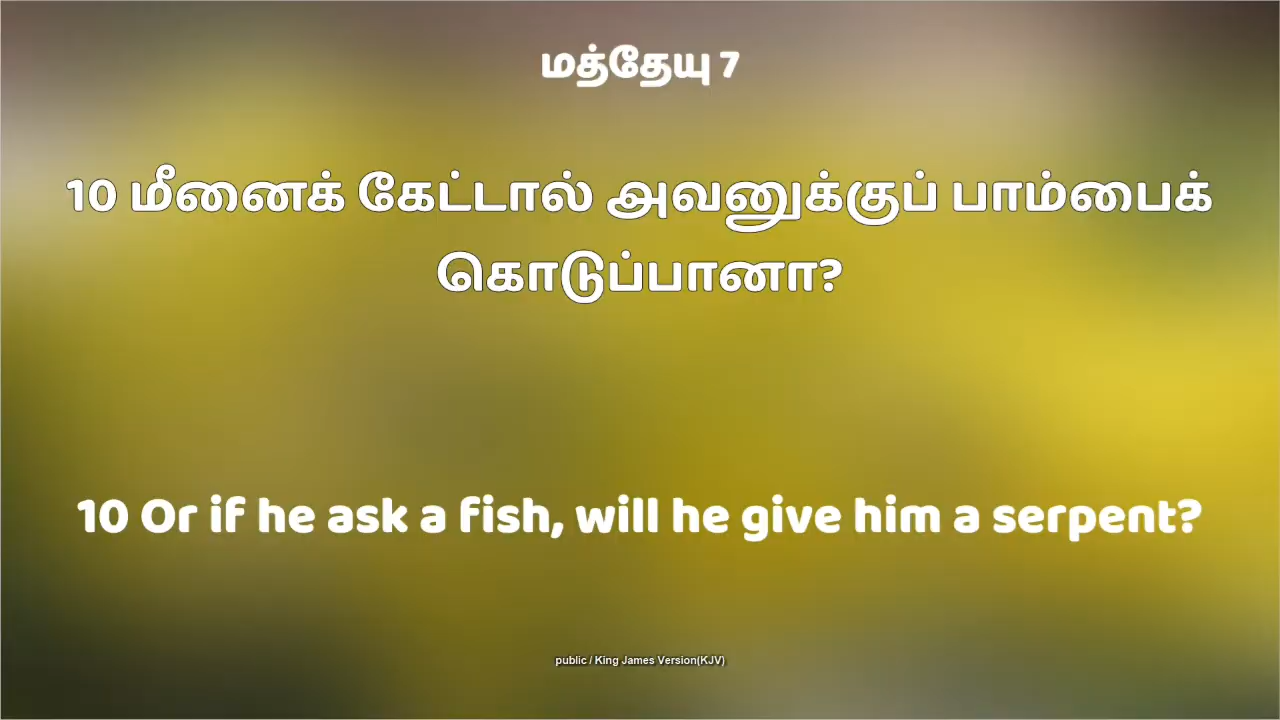 மத்தேயு 7
10 மீனைக் கேட்டால் அவனுக்குப் பாம்பைக்
கொடுப்பானா?
10 Or if he ask a fish, will he give him a serpent?
public / King James Version(KJV)